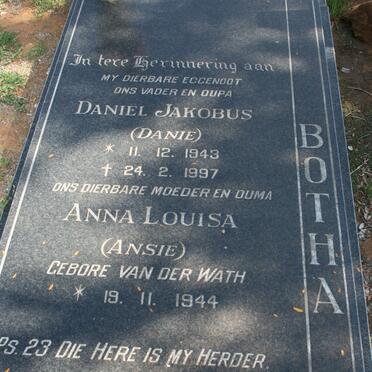 In tere Herinnering aan
MY DIERBARE EGGENOOT
ONS VADER EN OUPA
DANIEL JAKOBUS
(DANIE)
* 11. 12. 1943
† 24. 2. 1997
ONS DIERBARE MOEDER EN OUMA
ANNA LOUISA
(ANSIE)
GEBORE VAN DER WATH
* 19. 11. 1944
PS. 23 DIE HERE IS MY HERDER
BOTHA